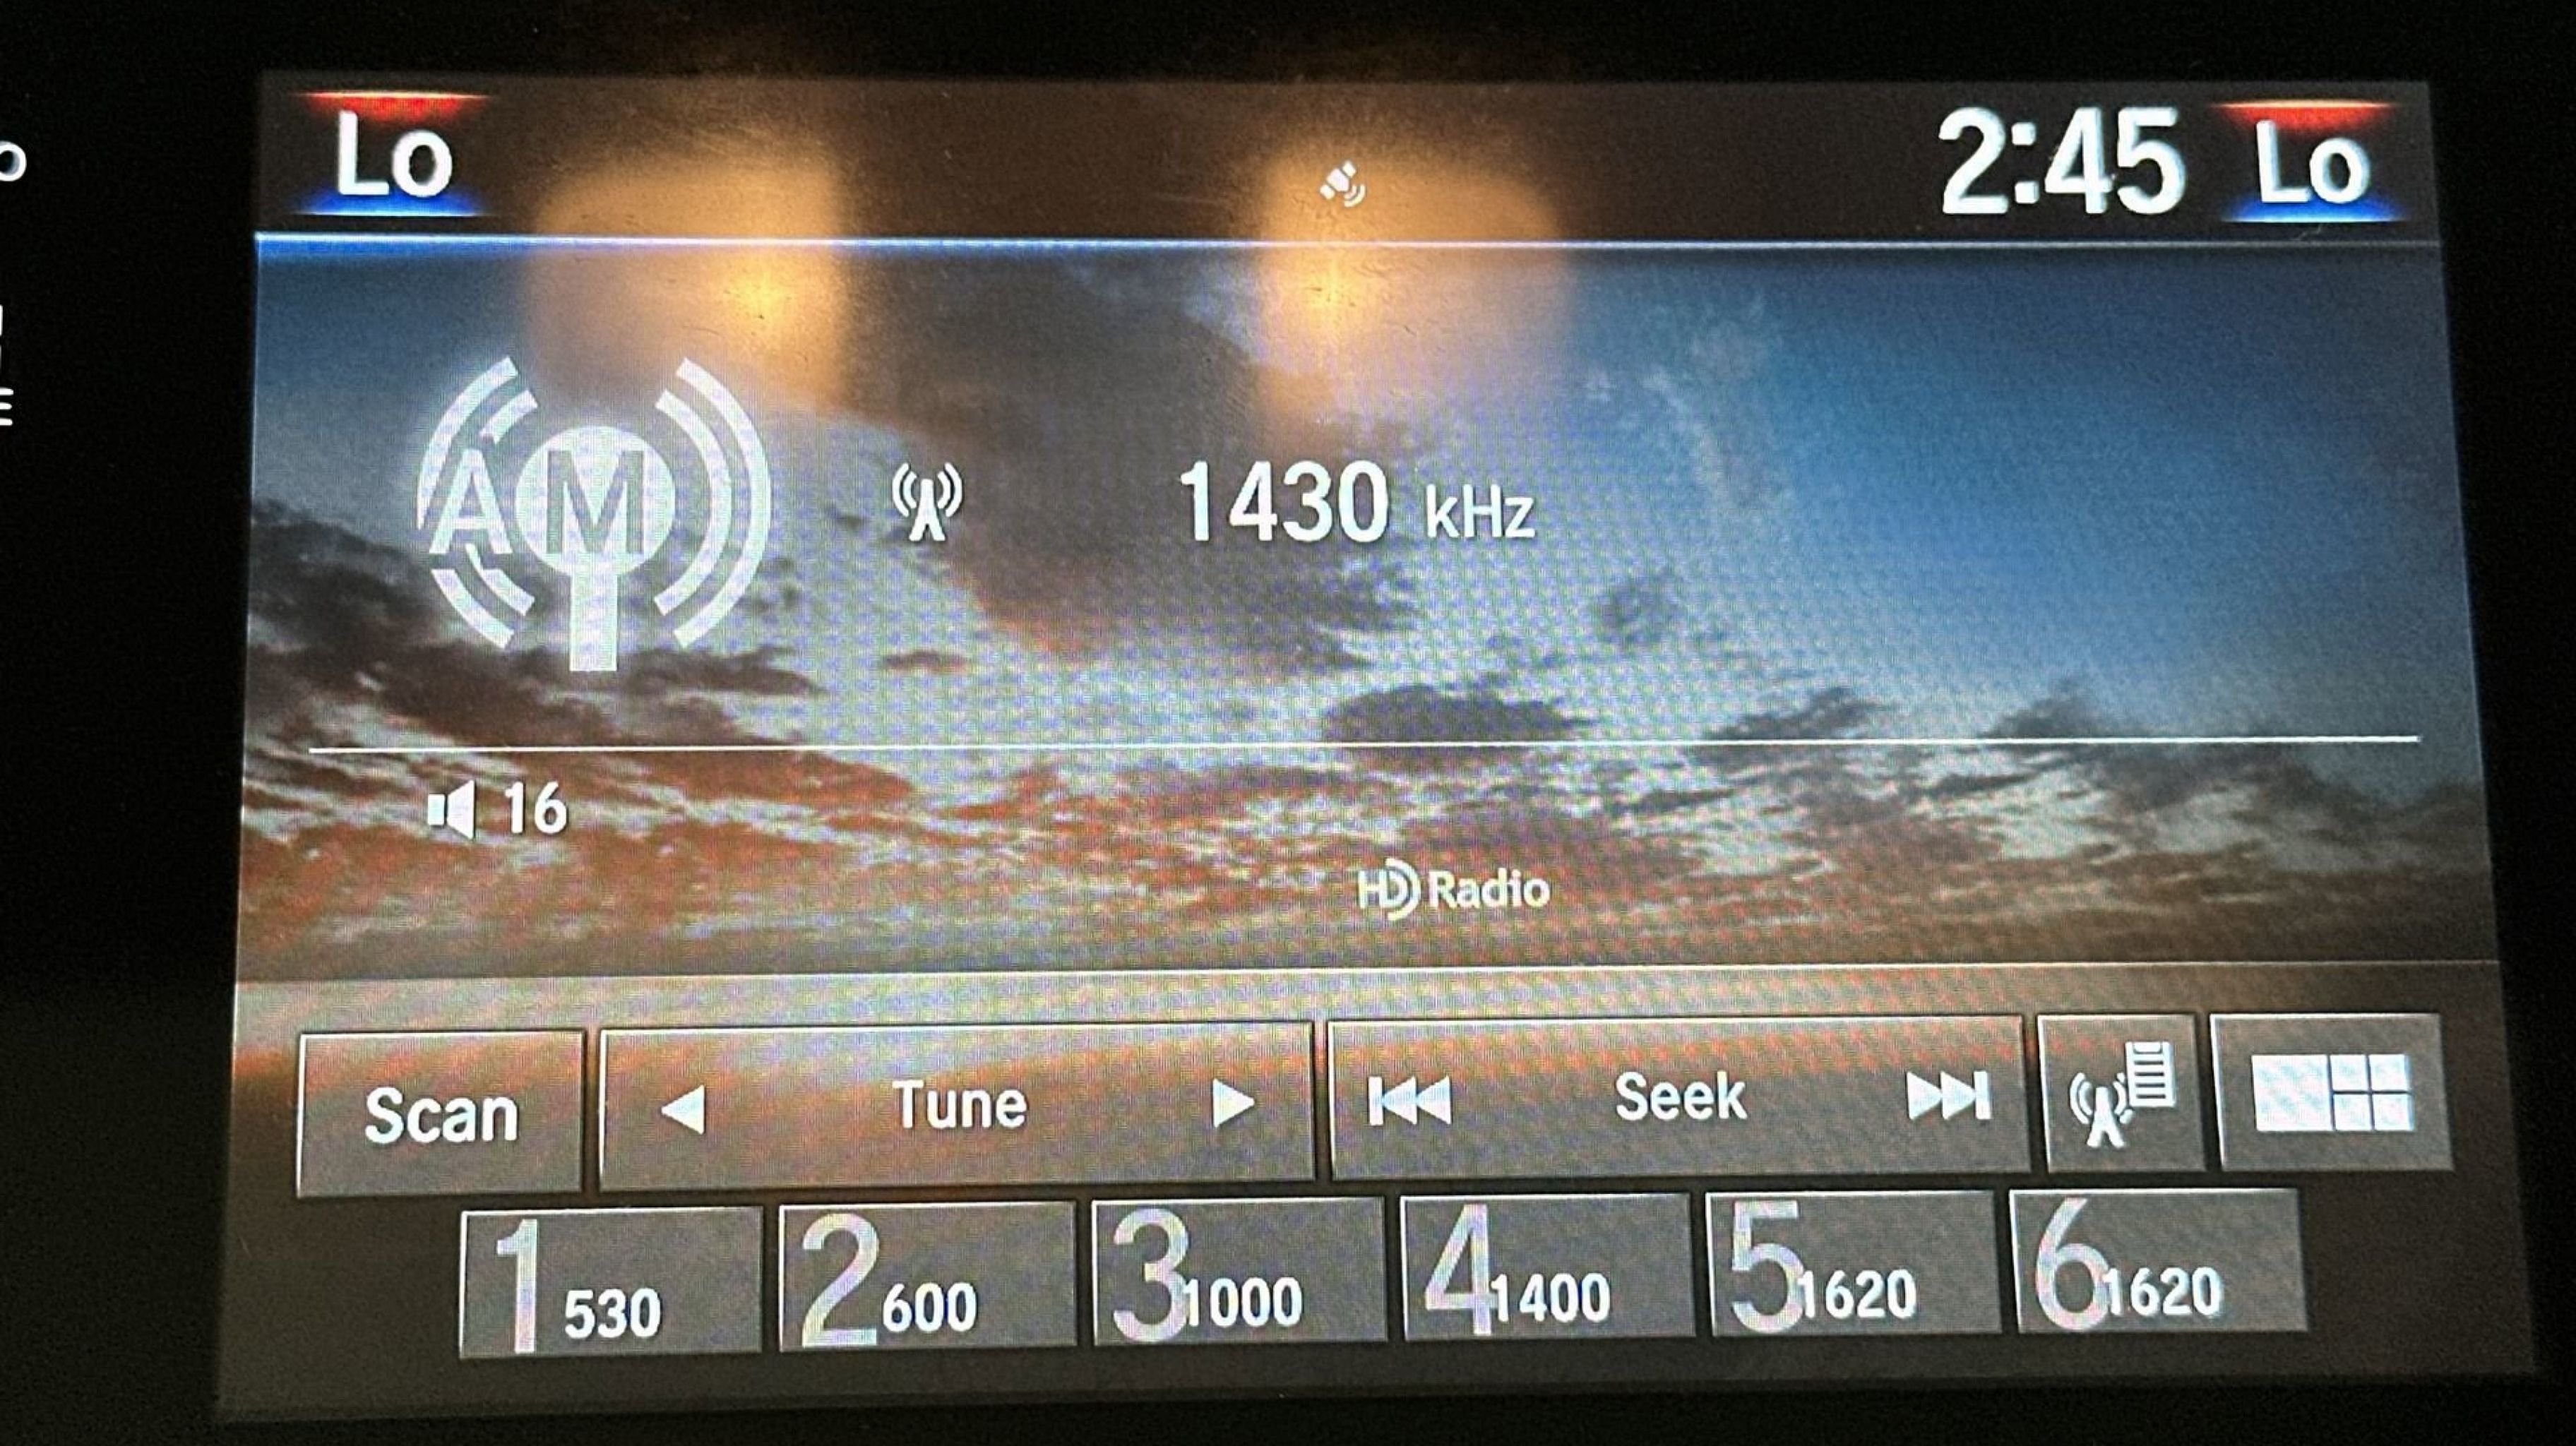 Lo 2:45 Lo
AM 1430 kHz
16
HD Radio
Scan Tune Seek
1 530 2 600 3 1000 4 1400 5 1620 6 1620